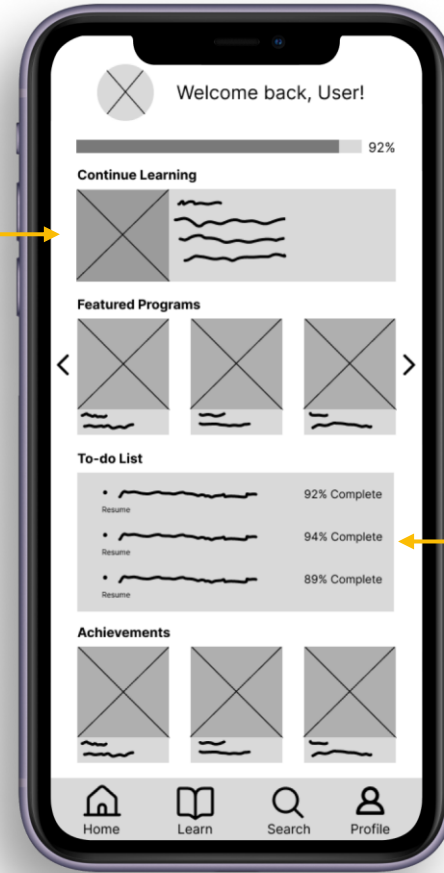 Welcome back, User!
92%
Continue Learning
Featured Programs
To-do List
92% Complete
Resume
94% Complete
Resume
89% Complete
Resume
Achievements
Home Learn Search Profile